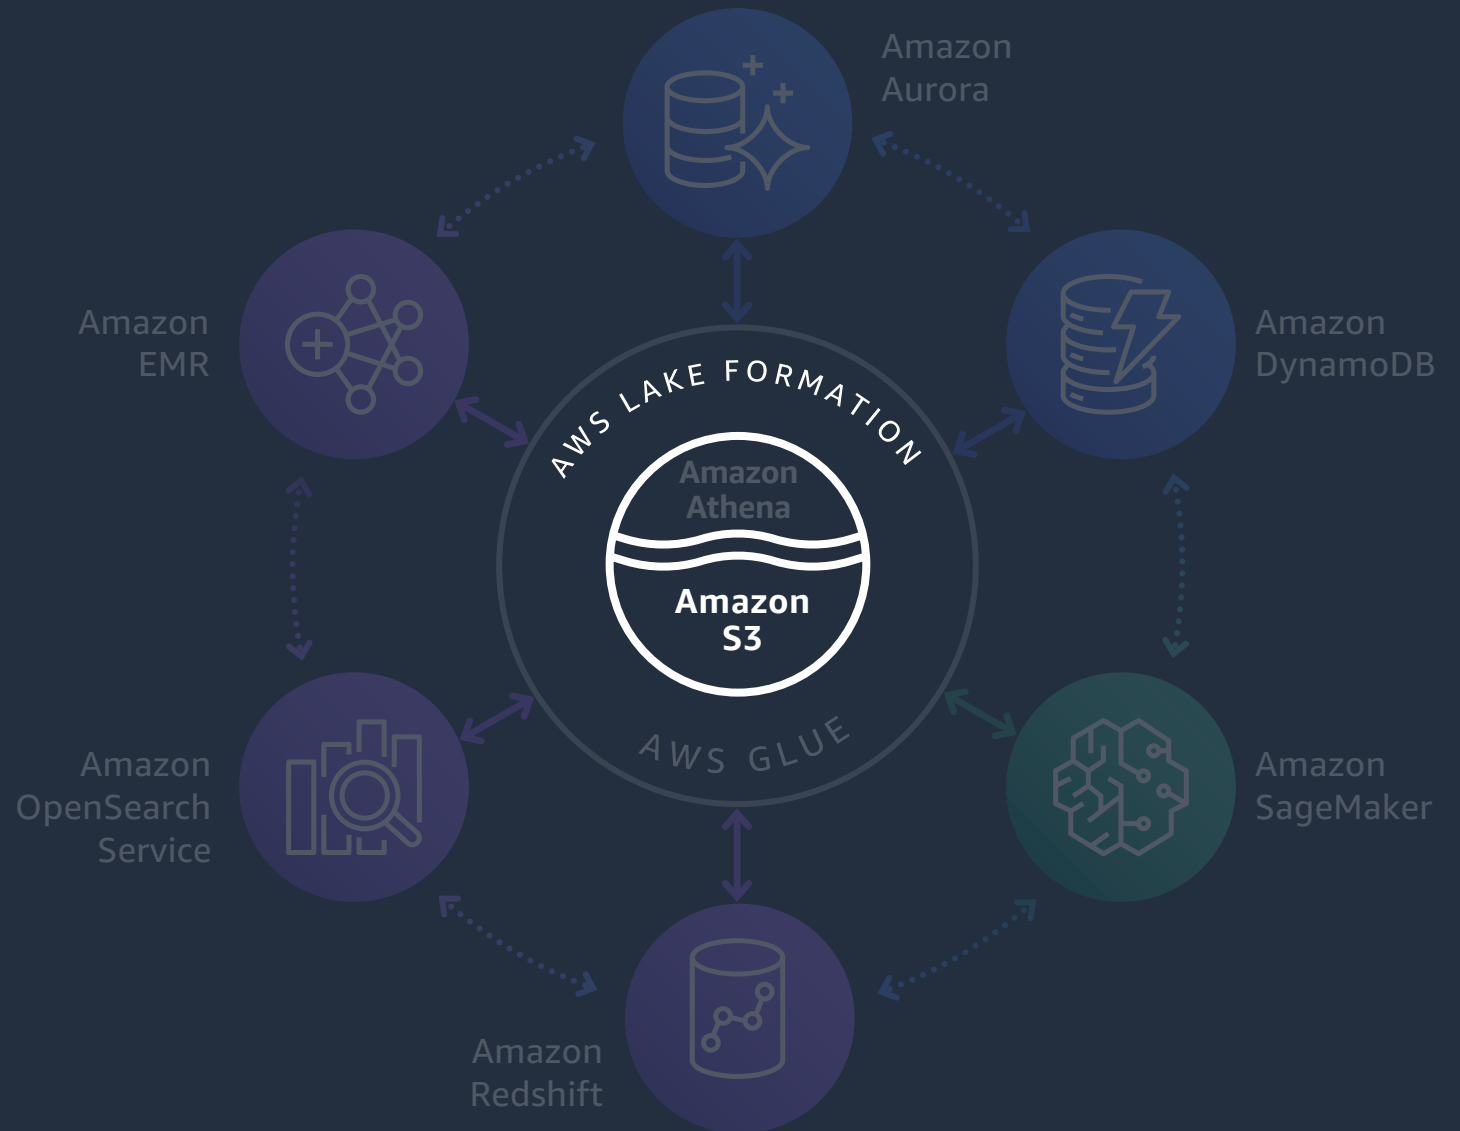 Amazon
Aurora
Amazon
EMR
Amazon
DynamoDB
AWS LAKE FORMATION
Amazon
Athena
Amazon
S3
AWS GLUE
Amazon
OpenSearch
Service
Amazon
SageMaker
Amazon
Redshift